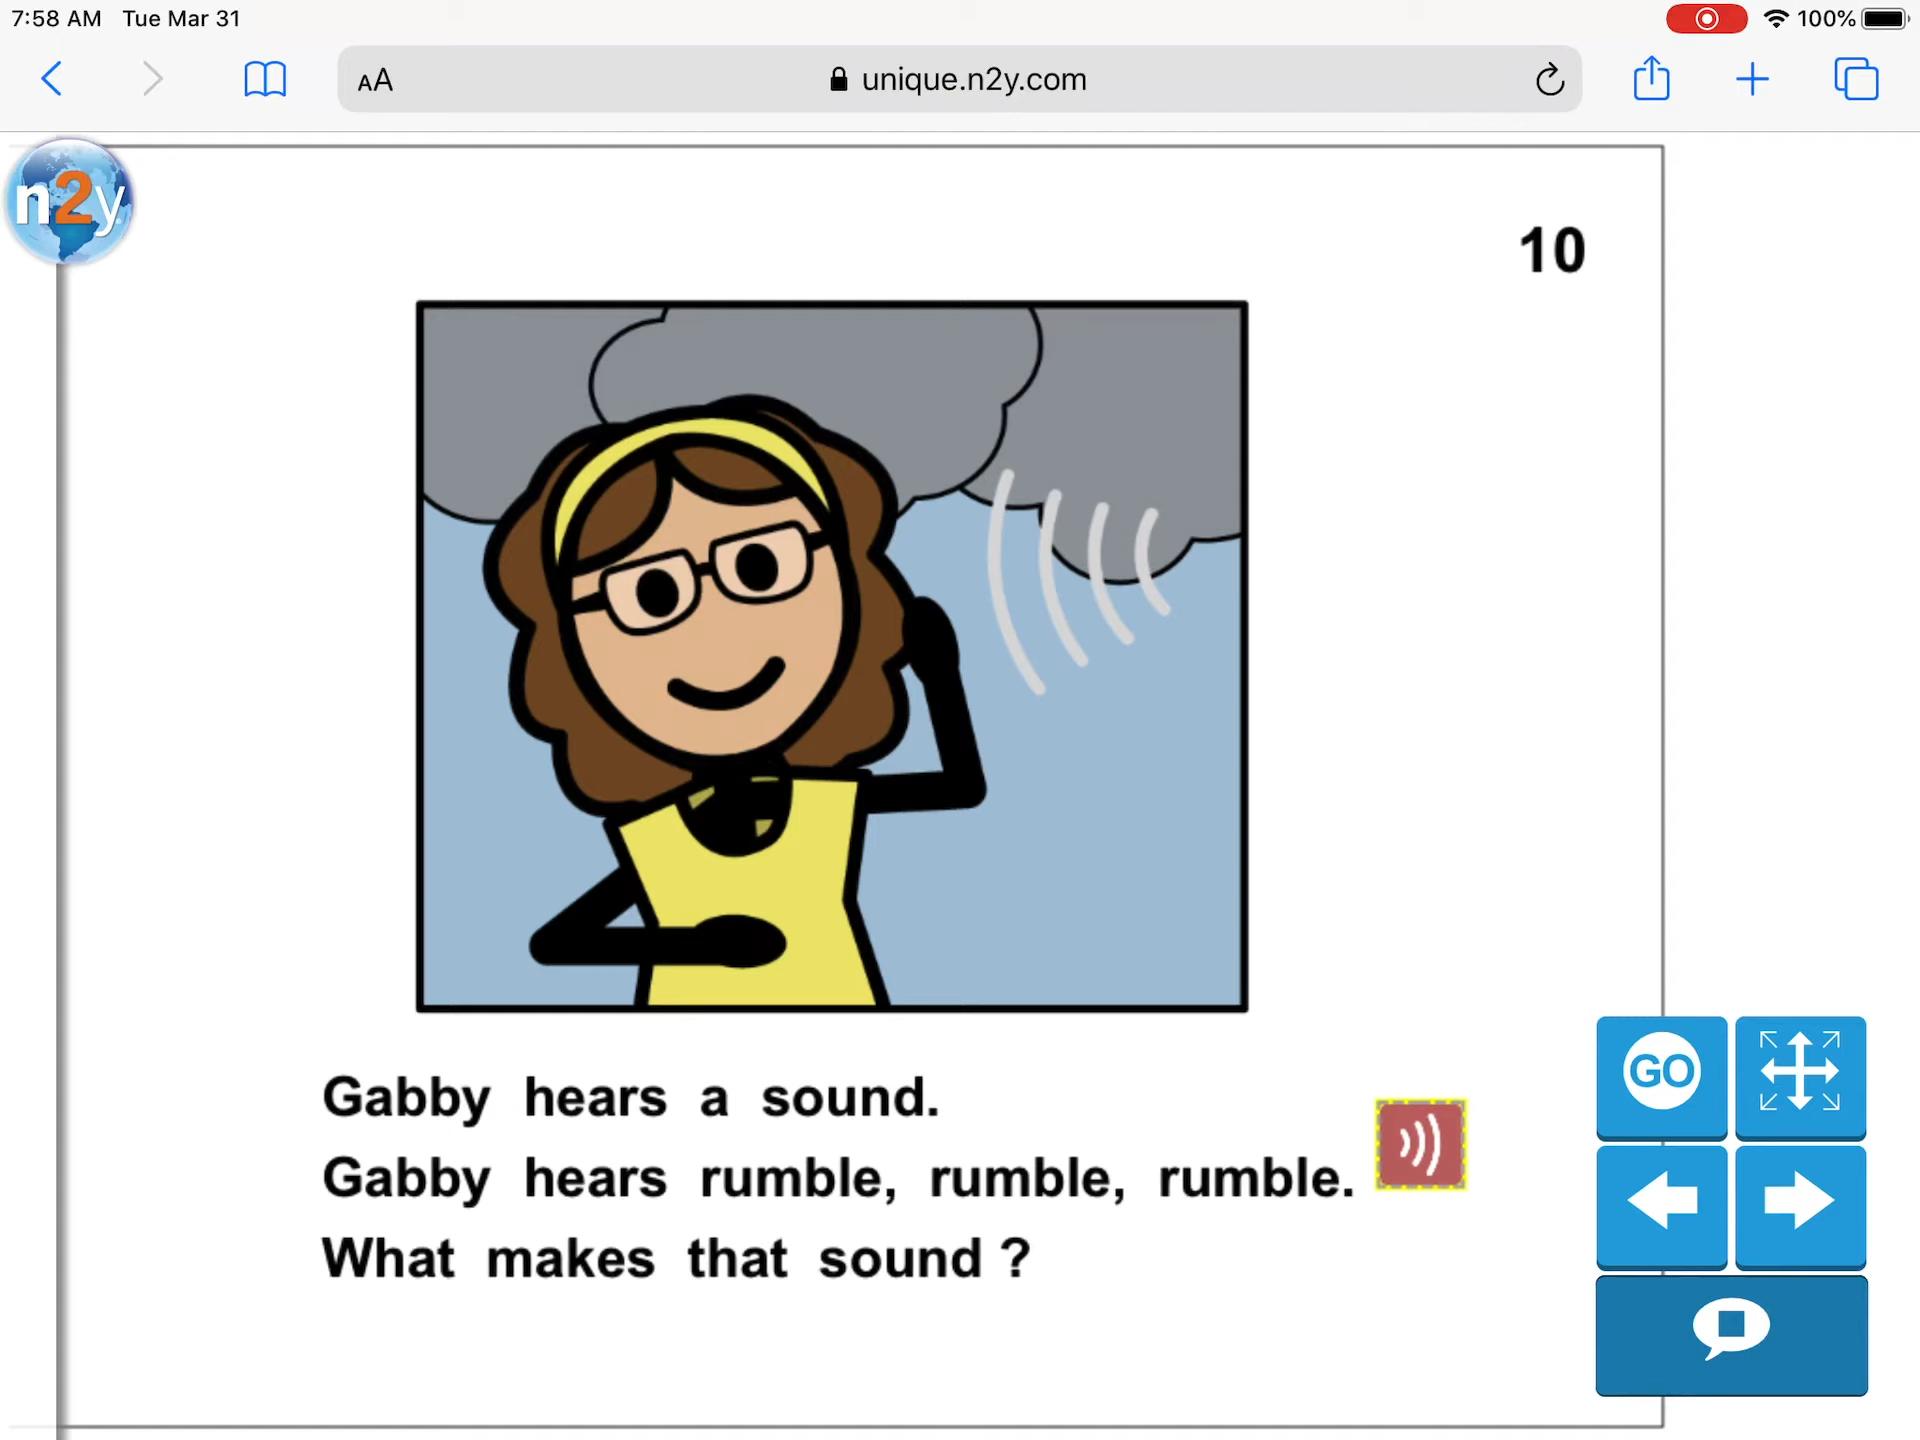 7:58 AM Tue Mar 31
100%
AA
unique.n2y.com
n2y
10
Gabby hears a sound.
Gabby hears rumble, rumble, rumble.
What makes that sound ?
GO